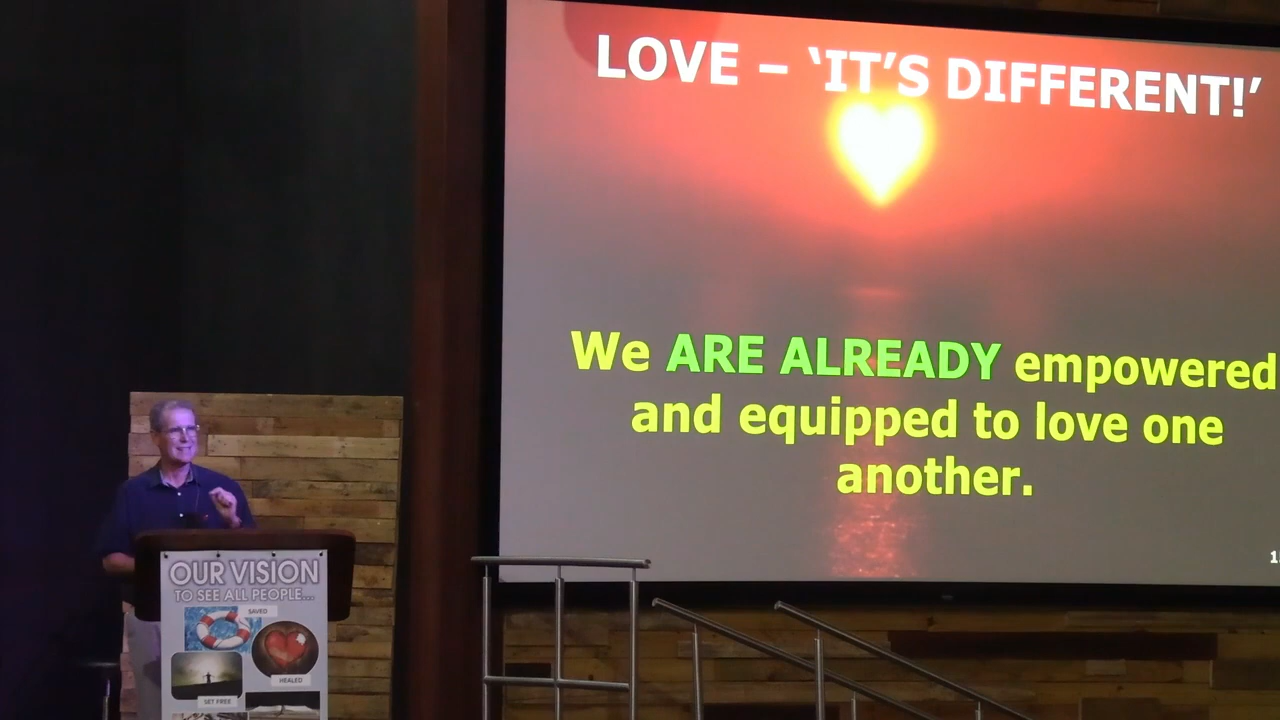 LOVE – ‘IT’S DIFFERENT!’
We ARE ALREADY empowered
and equipped to love one
another.
OUR VISION
TO SEE ALL PEOPLE...
SAVED
HEALED
SET FREE